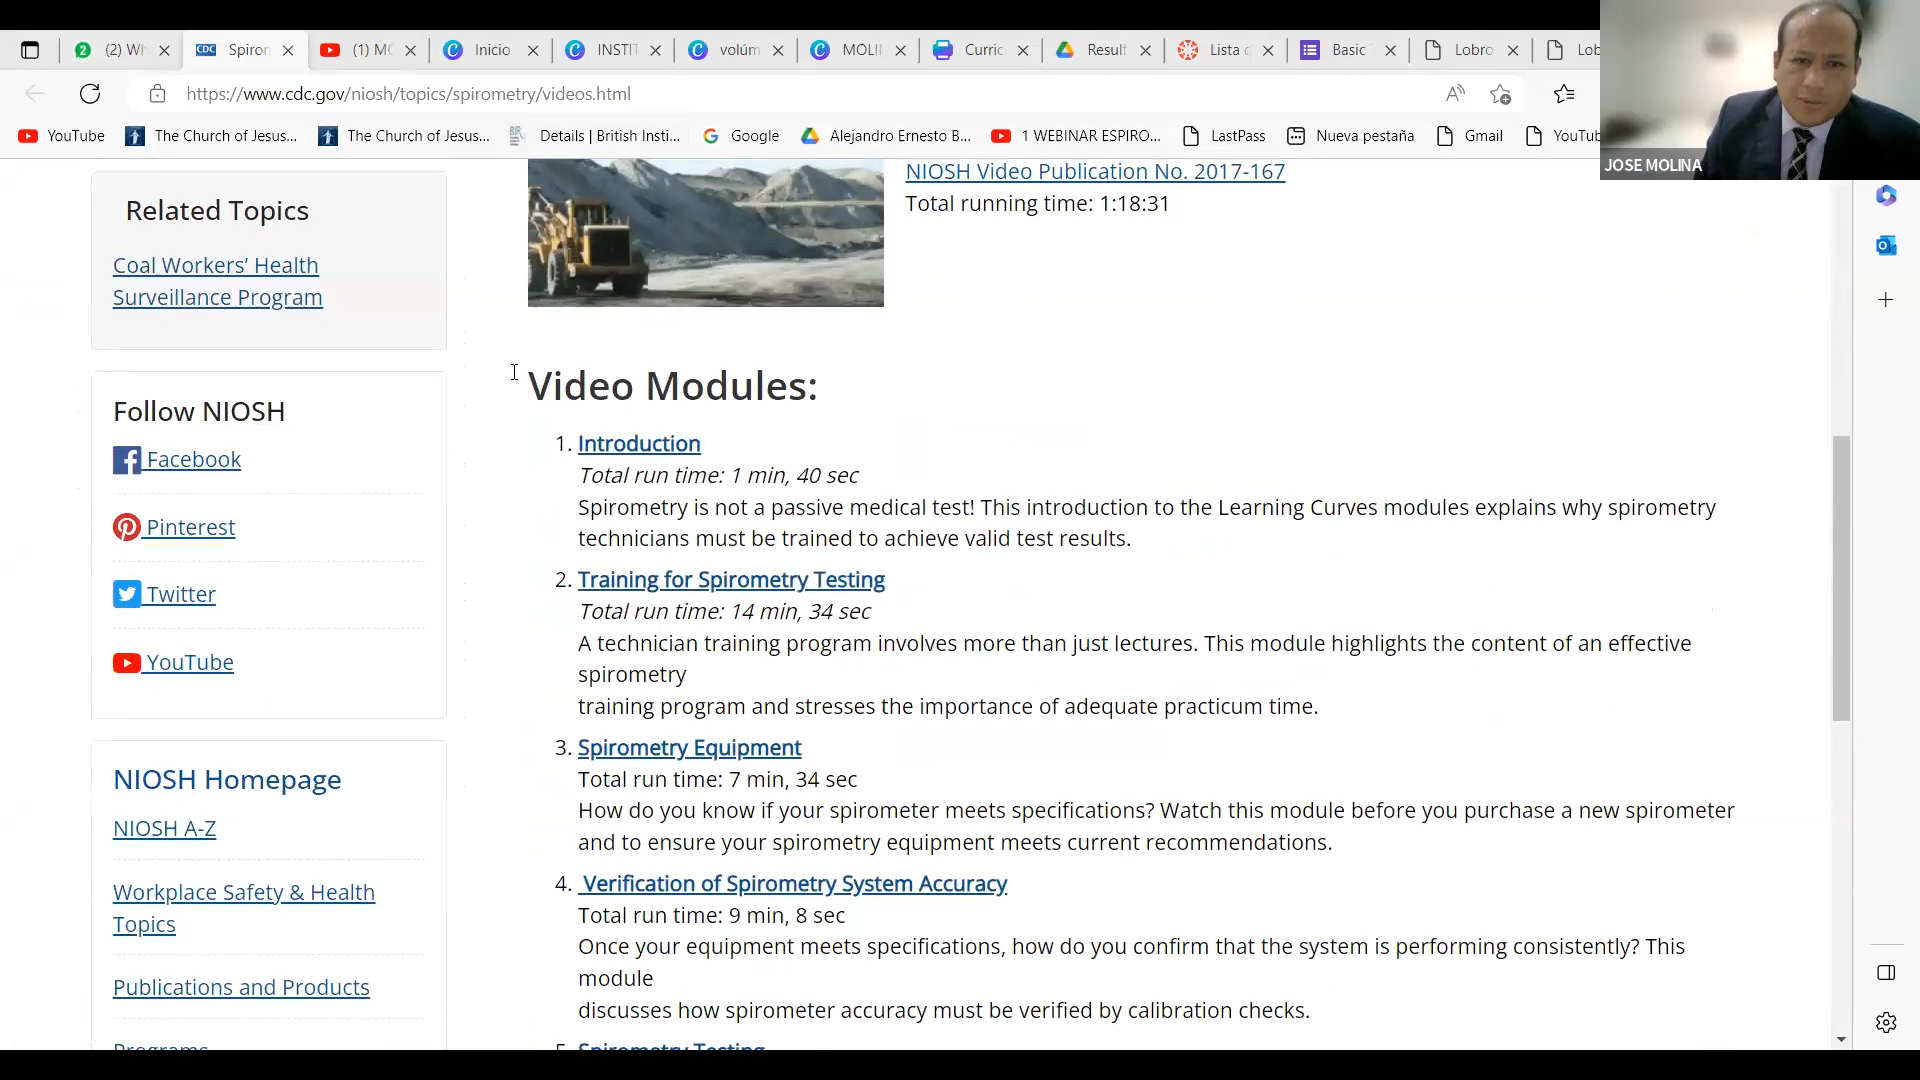 (2) Wh
Spiror
(1) MC
Inicio
INSTIT
volúm
MOLIN
Curric
Result
Lista d
Basic T
Lobro
Lob
https://www.cdc.gov/niosh/topics/spirometry/videos.html
YouTube
The Church of Jesus...
The Church of Jesus...
Details | British Insti...
Google
Alejandro Ernesto B...
1 WEBINAR ESPIRO...
LastPass
Nueva pestaña
Gmail
YouTub
JOSE MOLINA
NIOSH Video Publication No. 2017-167
Total running time: 1:18:31
Related Topics
Coal Workers’ Health
Surveillance Program
Follow NIOSH
Facebook
Pinterest
Twitter
YouTube
NIOSH Homepage
NIOSH A-Z
Workplace Safety & Health
Topics
Publications and Products
Programs
Video Modules:
1. Introduction
Total run time: 1 min, 40 sec
Spirometry is not a passive medical test! This introduction to the Learning Curves modules explains why spirometry
technicians must be trained to achieve valid test results.
2. Training for Spirometry Testing
Total run time: 14 min, 34 sec
A technician training program involves more than just lectures. This module highlights the content of an effective
spirometry
training program and stresses the importance of adequate practicum time.
3. Spirometry Equipment
Total run time: 7 min, 34 sec
How do you know if your spirometer meets specifications? Watch this module before you purchase a new spirometer
and to ensure your spirometry equipment meets current recommendations.
4. Verification of Spirometry System Accuracy
Total run time: 9 min, 8 sec
Once your equipment meets specifications, how do you confirm that the system is performing consistently? This
module
discusses how spirometer accuracy must be verified by calibration checks.
5. Spirometry Testing